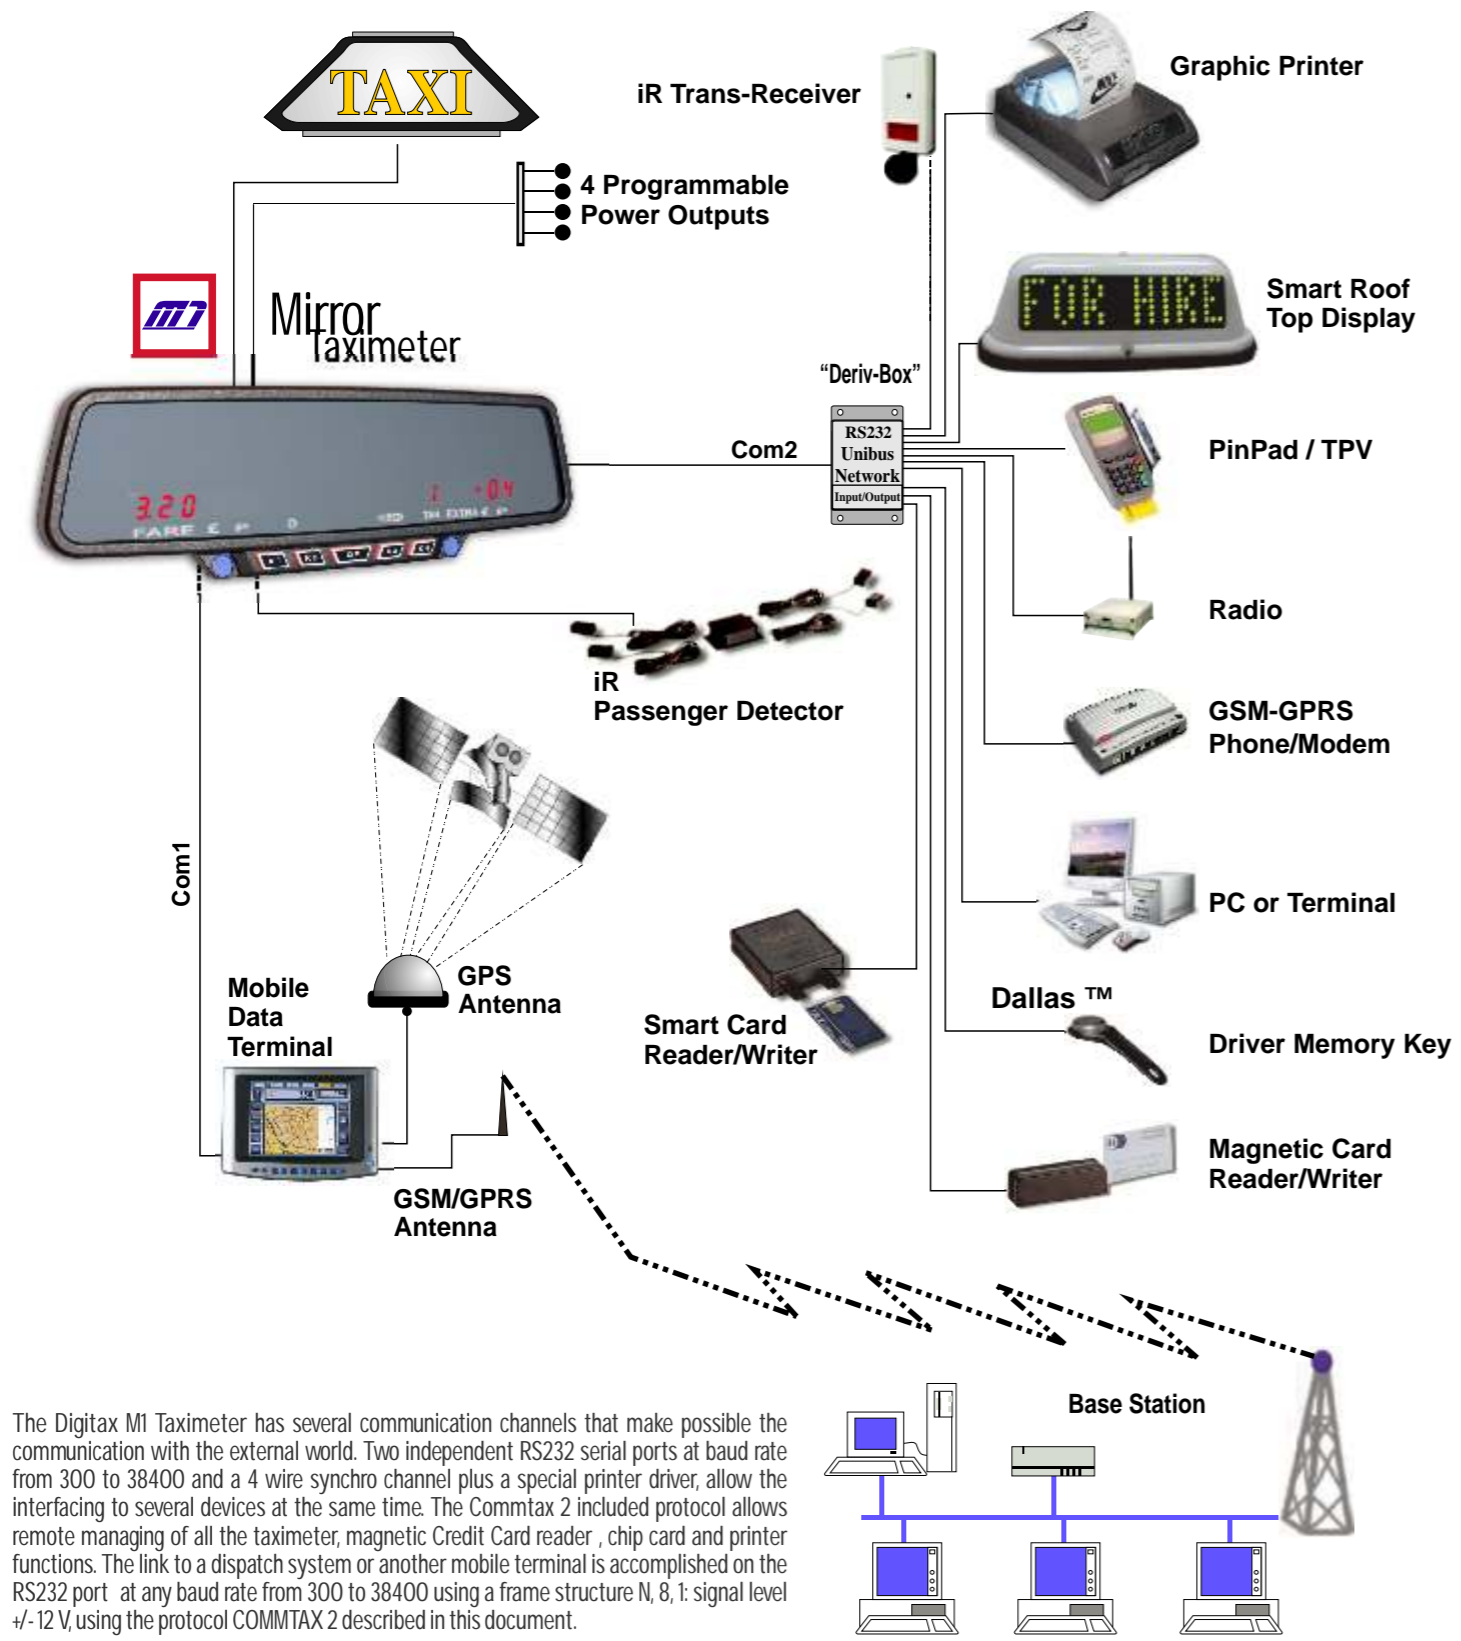 TAXI
iR Trans-Receiver
Graphic Printer
4 Programmable
Power Outputs
M1
Mirror
Taximeter
FOR HIRE
Smart Roof
Top Display
"Deriv-Box"
RS232
Unibus
Network
Input/Output
Com2
PinPad / TPV
3.20
FARE £
EXTRA £
Radio
iR
Passenger Detector
GSM-GPRS
Phone/Modem
Com1
PC or Terminal
GPS
Antenna
Mobile
Data
Terminal
Smart Card
Reader/Writer
Dallas ™
Driver Memory Key
Magnetic Card
Reader/Writer
GSM/GPRS
Antenna
Base Station
The Digitax M1 Taximeter has several communication channels that make possible the
communication with the external world. Two independent RS232 serial ports at baud rate
from 300 to 38400 and a 4 wire synchro channel plus a special printer driver, allow the
interfacing to several devices at the same time. The Commtax 2 included protocol allows
remote managing of all the taximeter, magnetic Credit Card reader , chip card and printer
functions. The link to a dispatch system or another mobile terminal is accomplished on the
RS232 port at any baud rate from 300 to 38400 using a frame structure N, 8, 1: signal level
+/- 12 V, using the protocol COMMTAX 2 described in this document.